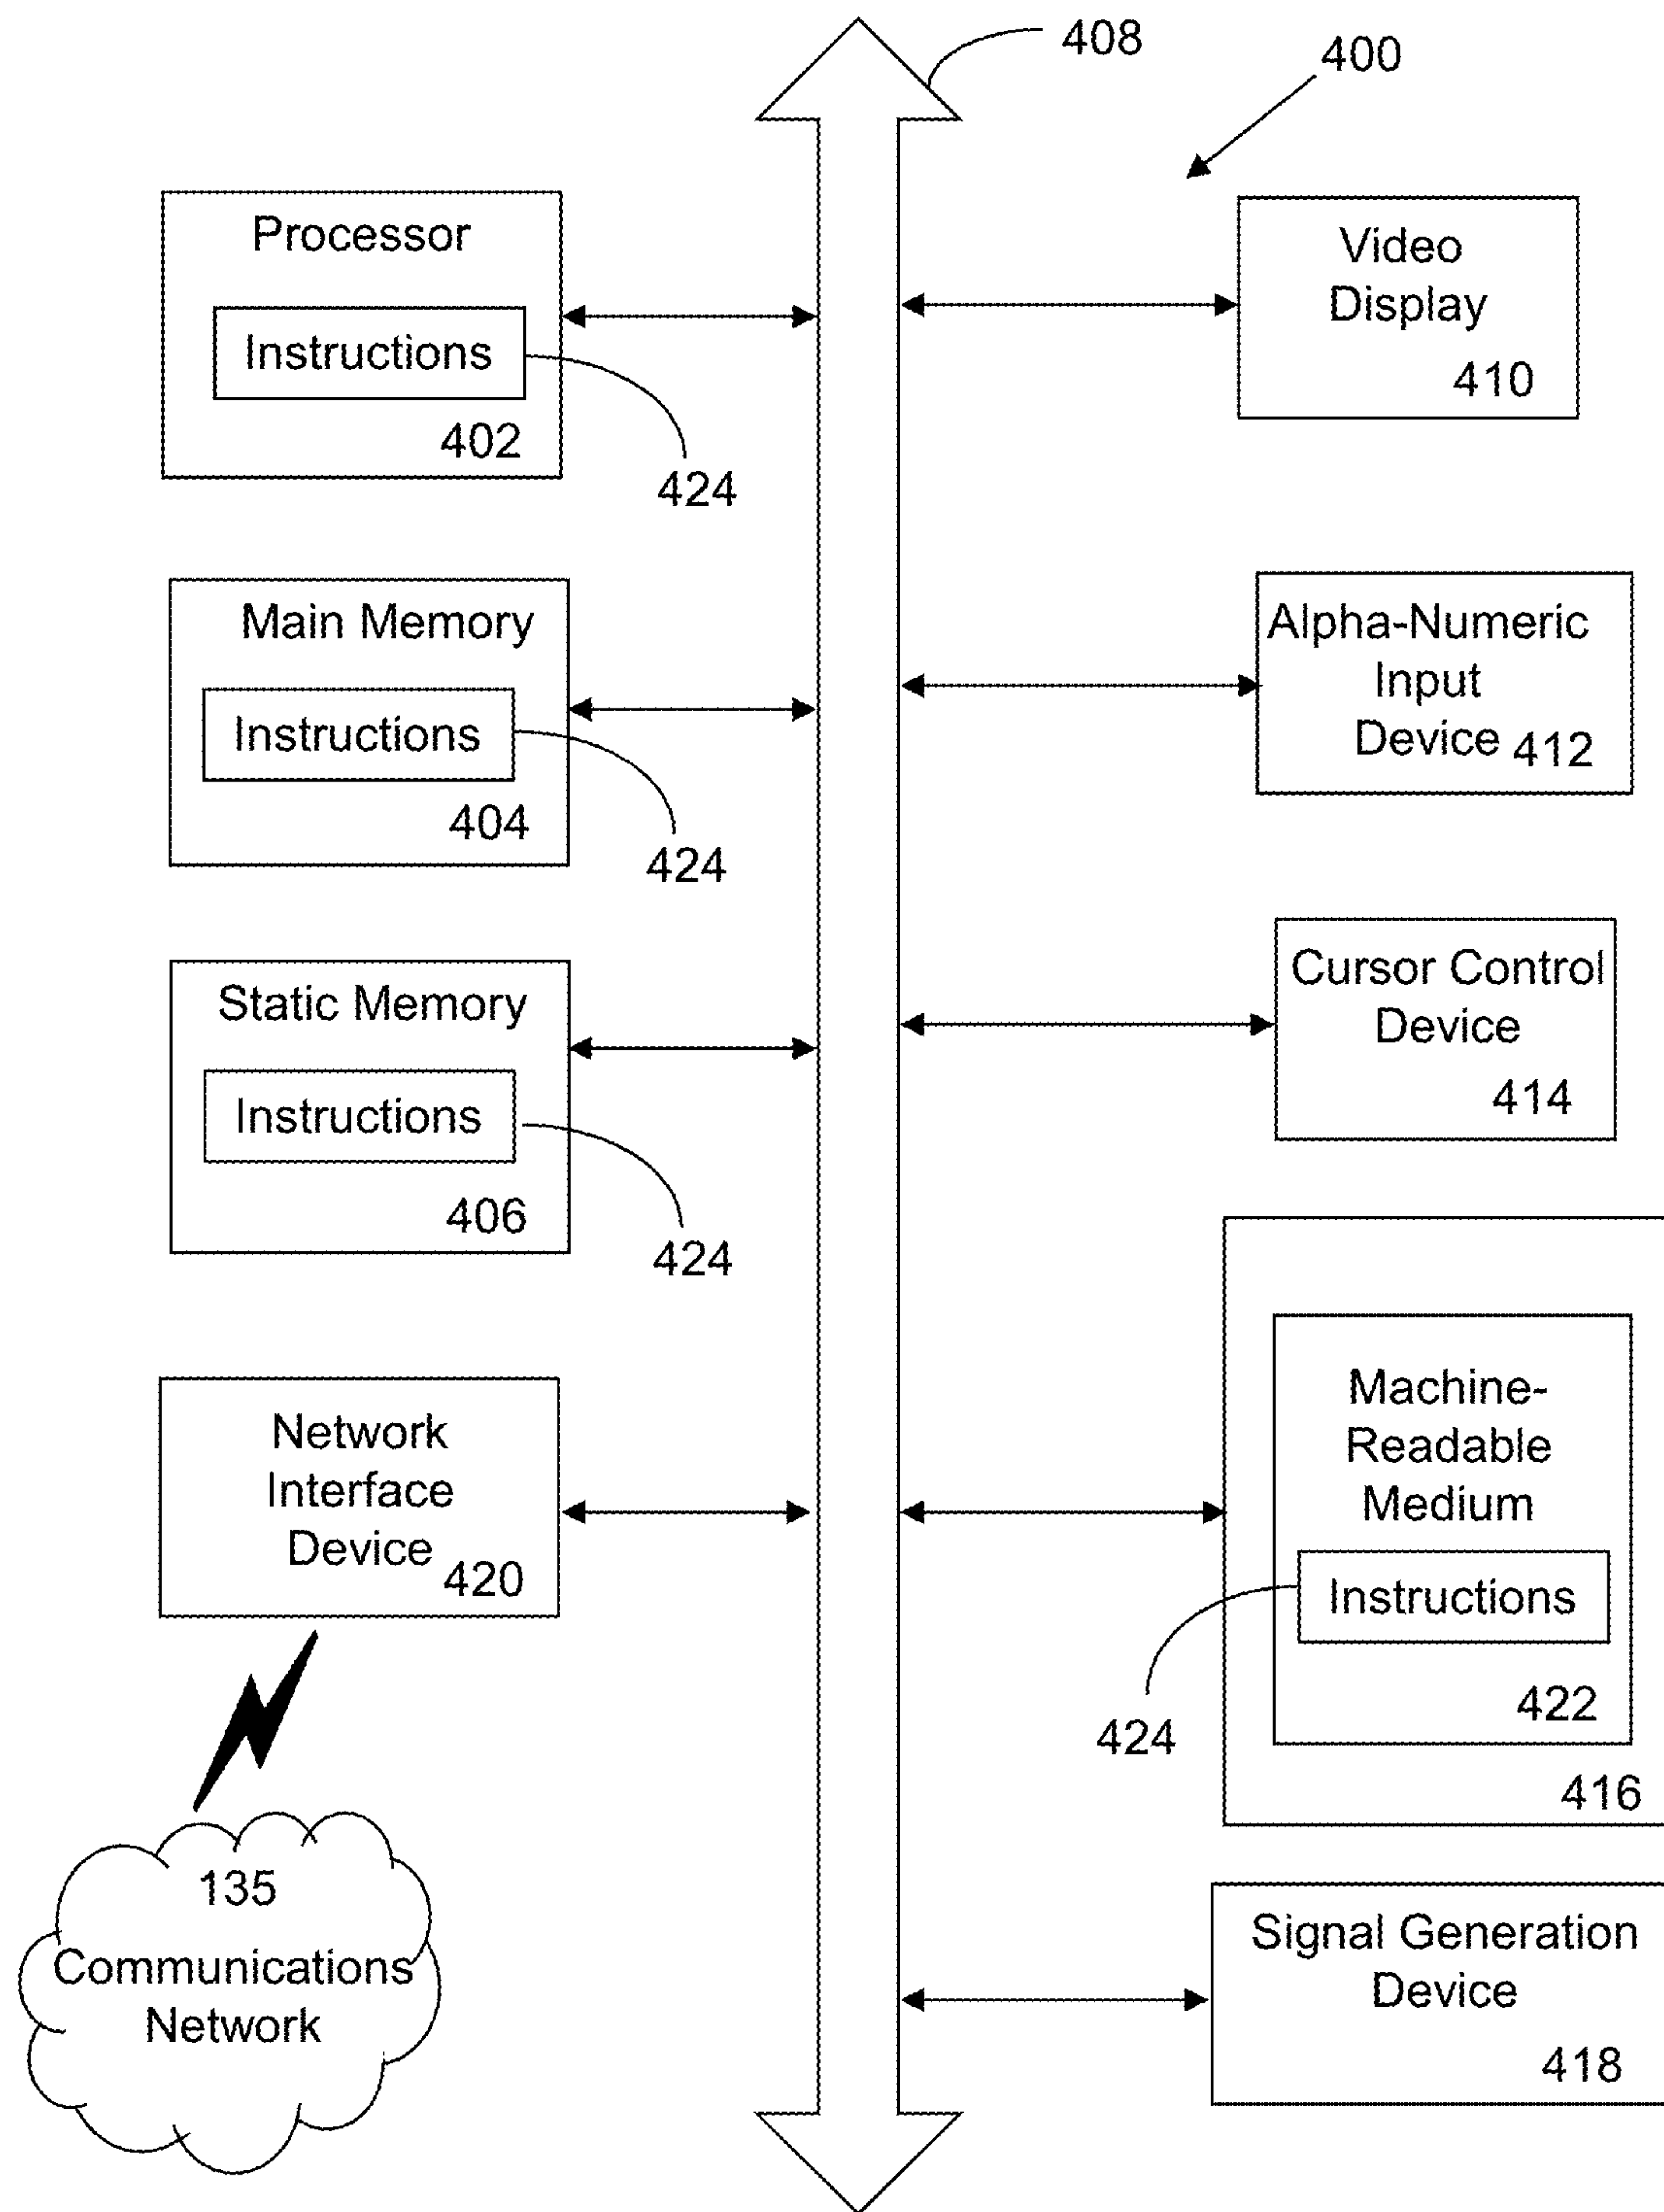 408
400
Processor
Instructions
402
424
Video
Display
410
Main Memory
Instructions
404
424
Alpha-Numeric
Input
Device 412
Static Memory
Instructions
406
424
Cursor Control
Device
414
Network
Interface
Device
420
Machine-
Readable
Medium
Instructions
422
424
416
135
Communications
Network
Signal Generation
Device
418